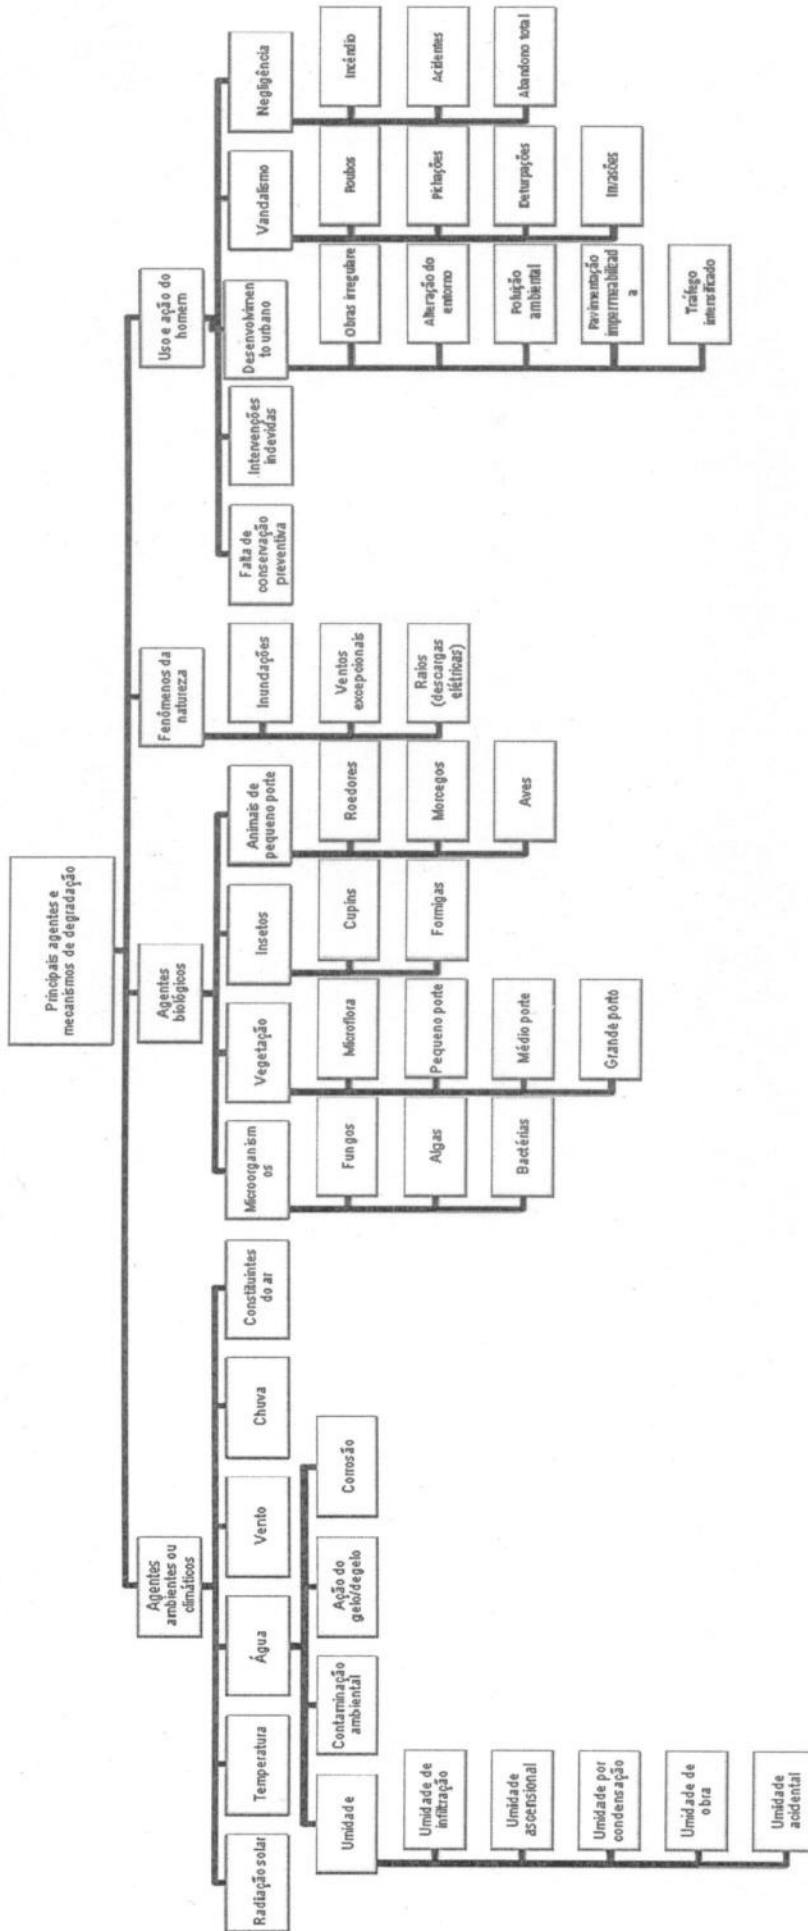 Principais agentes e
mecanismos de degradação
Agentes
ambientes ou
climáticos
Agentes
biológicos
Fenômenos da
natureza
Uso e ação do
homem
Radiação solar
Temperatura
Água
Vento
Chuva
Constituintes
do ar
Microorganism
os
Vegetação
Insetos
Animais de
pequeno porte
Inundações
Ventos
excepcionais
Raios
(descargas
elétricas)
Falta de
conservação
preventiva
Intervenções
indevidas
Desenvolvimen
to urbano
Vandalismo
Negligência
Umidade
Contaminação
ambiental
Ação do
gelo/degelo
Corrosão
Umidade de
infiltração
Umidade
ascensional
Umidade por
condensação
Umidade de
obra
Umidade
acidental
Fungos
Algas
Bactérias
Microflora
Pequeno porte
Médio porte
Grande porto
Cupins
Formigas
Roedores
Morcegos
Aves
Obras irregulare
Alteração do
entorno
Poluição
ambiental
Pavimentação
impermeabilizad
a
Tráfego
intensificado
Roubos
Pichações
Deturpações
Invasões
Incêndio
Acidentes
Abandono total